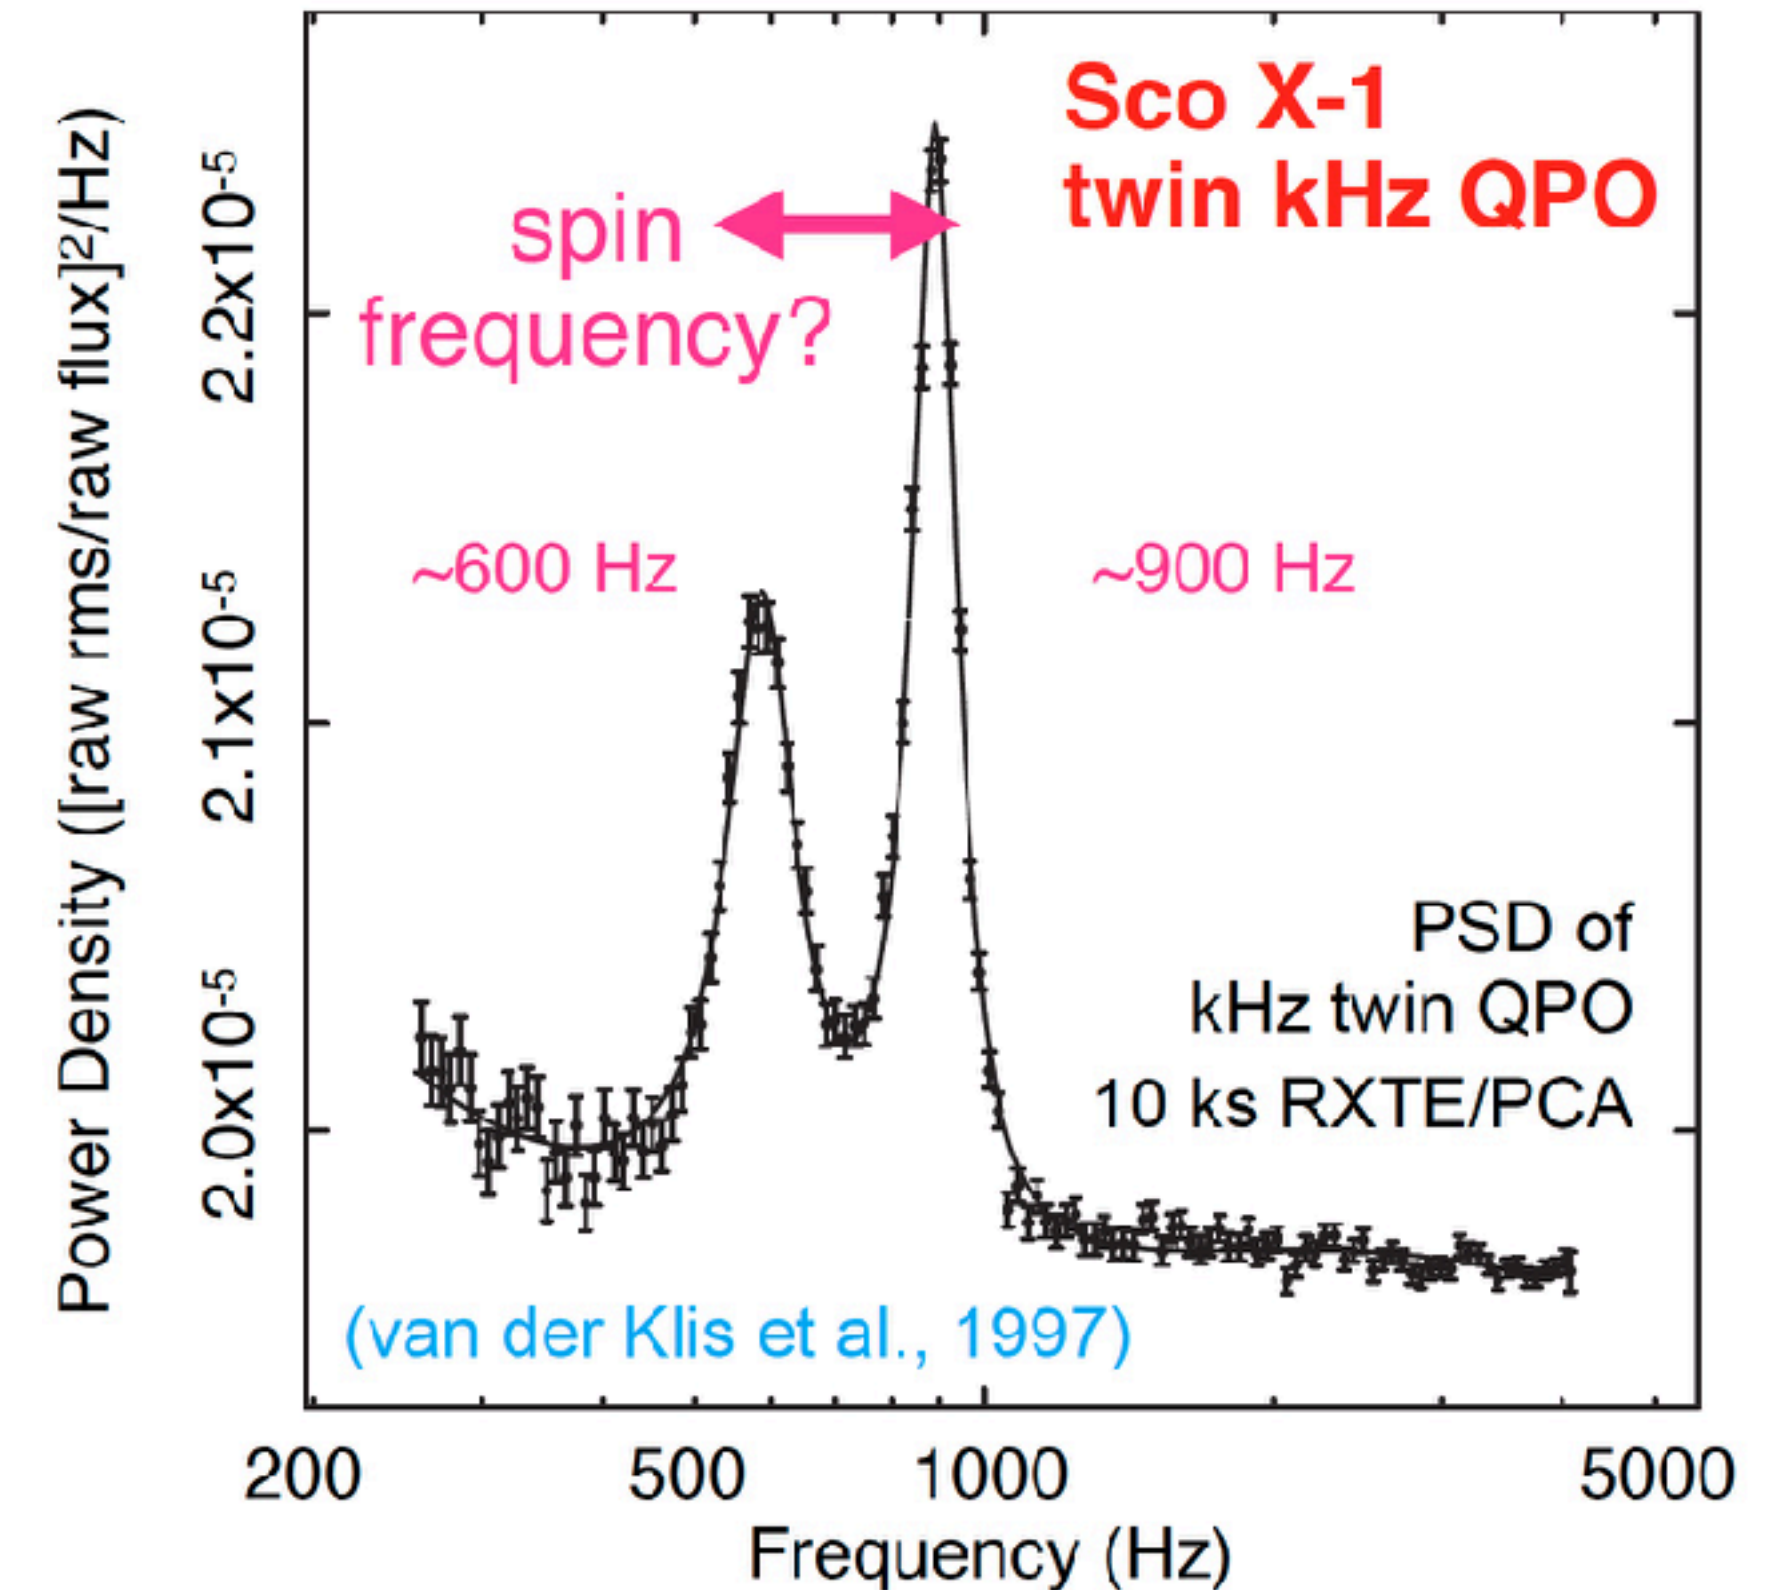 Sco X-1
twin kHz QPO
spin
frequency?
~600 Hz
~900 Hz
PSD of
kHz twin QPO
10 ks RXTE/PCA
(van der Klis et al., 1997)
Power Density ([raw rms/raw flux]²/Hz)
2.2x10⁻⁵
2.1x10⁻⁵
2.0x10⁻⁵
200 500 1000 5000
Frequency (Hz)